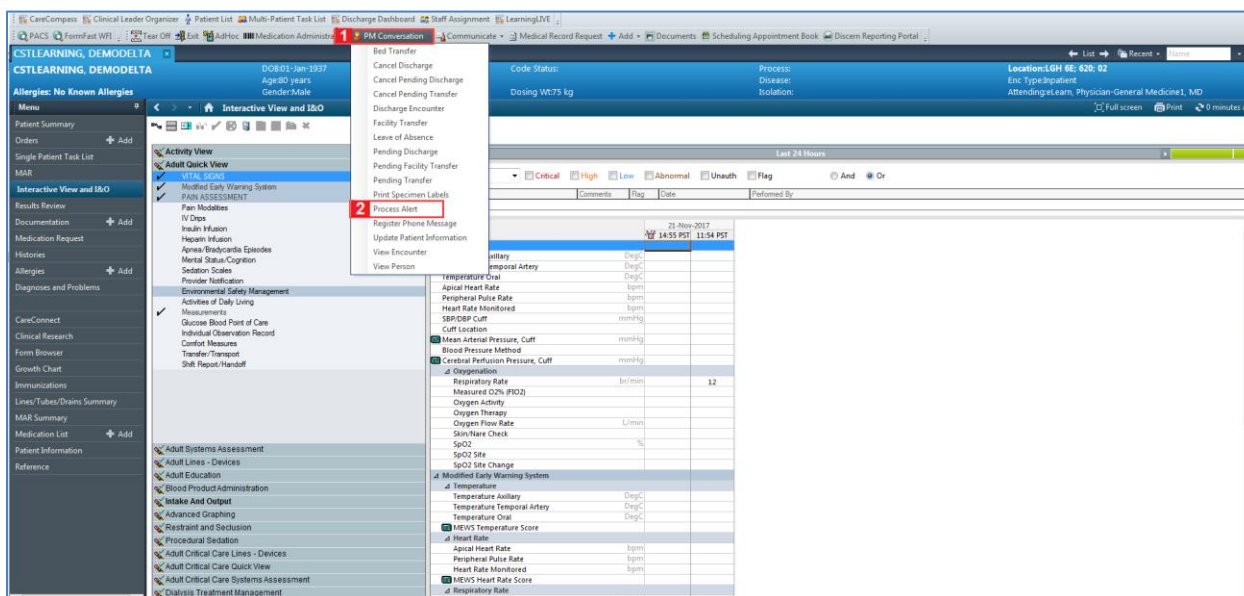 CareCompass Clinical Leader Organizer Patient List Multi-Patient Task List Discharge Dashboard Staff Assignment LearningLIVE
PACS FormFast WFI Tear Off Exit AdHoc Medication Administra 1 PM Conversation Communicate Medical Record Request Add Documents Scheduling Appointment Book Discern Reporting Portal
CSTLEARNING, DEMODELTA List Recent Name
CSTLEARNING, DEMODELTA DOB:01-Jan-1937 Code Status: Process: Location:LGH 6E; 620; 02
Age:80 years Disease: Enc Type:Inpatient
Allergies: No Known Allergies Gender:Male Dosing Wt:75 kg Isolation: Attending:eLearn, Physician-General Medicine1, MD
Menu Interactive View and I&O Full screen Print 0 minutes a
Patient Summary
Orders Add
Single Patient Task List
MAR
Interactive View and I&O
Results Review
Documentation Add
Medication Request
Histories
Allergies Add
Diagnoses and Problems
CareConnect
Clinical Research
Form Browser
Growth Chart
Immunizations
Lines/Tubes/Drains Summary
MAR Summary
Medication List Add
Patient Information
Reference
Activity View
Adult Quick View
VITAL SIGNS
Modified Early Warning System
PAIN ASSESSMENT
Pain Modalities
IV Drips
Insulin Infusion
Heparin Infusion
Apnea/Bradycardia Episodes
Mental Status/Cognition
Sedation Scales
Provider Notification
Environmental Safety Management
Activities of Daily Living
Measurements
Glucose Blood Point of Care
Individual Observation Record
Comfort Measures
Transfer/Transport
Shift Report/Handoff
Adult Systems Assessment
Adult Lines - Devices
Adult Education
Blood Product Administration
Intake And Output
Advanced Graphing
Restraint and Seclusion
Procedural Sedation
Adult Critical Care Lines - Devices
Adult Critical Care Quick View
Adult Critical Care Systems Assessment
Dialysis Treatment Management
Bed Transfer
Cancel Discharge
Cancel Pending Discharge
Cancel Pending Transfer
Discharge Encounter
Facility Transfer
Leave of Absence
Pending Discharge
Pending Facility Transfer
Pending Transfer
Print Specimen Labels
2 Process Alert
Register Phone Message
Update Patient Information
View Encounter
View Person
Last 24 Hours
Critical High Low Abnormal Unauth Flag And Or
Comments Flag Date Performed By
21-Nov-2017
14:55 PST 11:54 PST
xillary DegC
emporal Artery DegC
Temperature Oral DegC
Apical Heart Rate bpm
Peripheral Pulse Rate bpm
Heart Rate Monitored bpm
SBP/DBP Cuff mmHg
Cuff Location
Mean Arterial Pressure, Cuff mmHg
Blood Pressure Method
Cerebral Perfusion Pressure, Cuff mmHg
Oxygenation
Respiratory Rate br/min 12
Measured O2% (FIO2)
Oxygen Activity
Oxygen Therapy
Oxygen Flow Rate L/min
Skin/Nare Check
SpO2 %
SpO2 Site
SpO2 Site Change
Modified Early Warning System
Temperature
Temperature Axillary DegC
Temperature Temporal Artery DegC
Temperature Oral DegC
MEWS Temperature Score
Heart Rate
Apical Heart Rate bpm
Peripheral Pulse Rate bpm
Heart Rate Monitored bpm
MEWS Heart Rate Score
Respiratory Rate